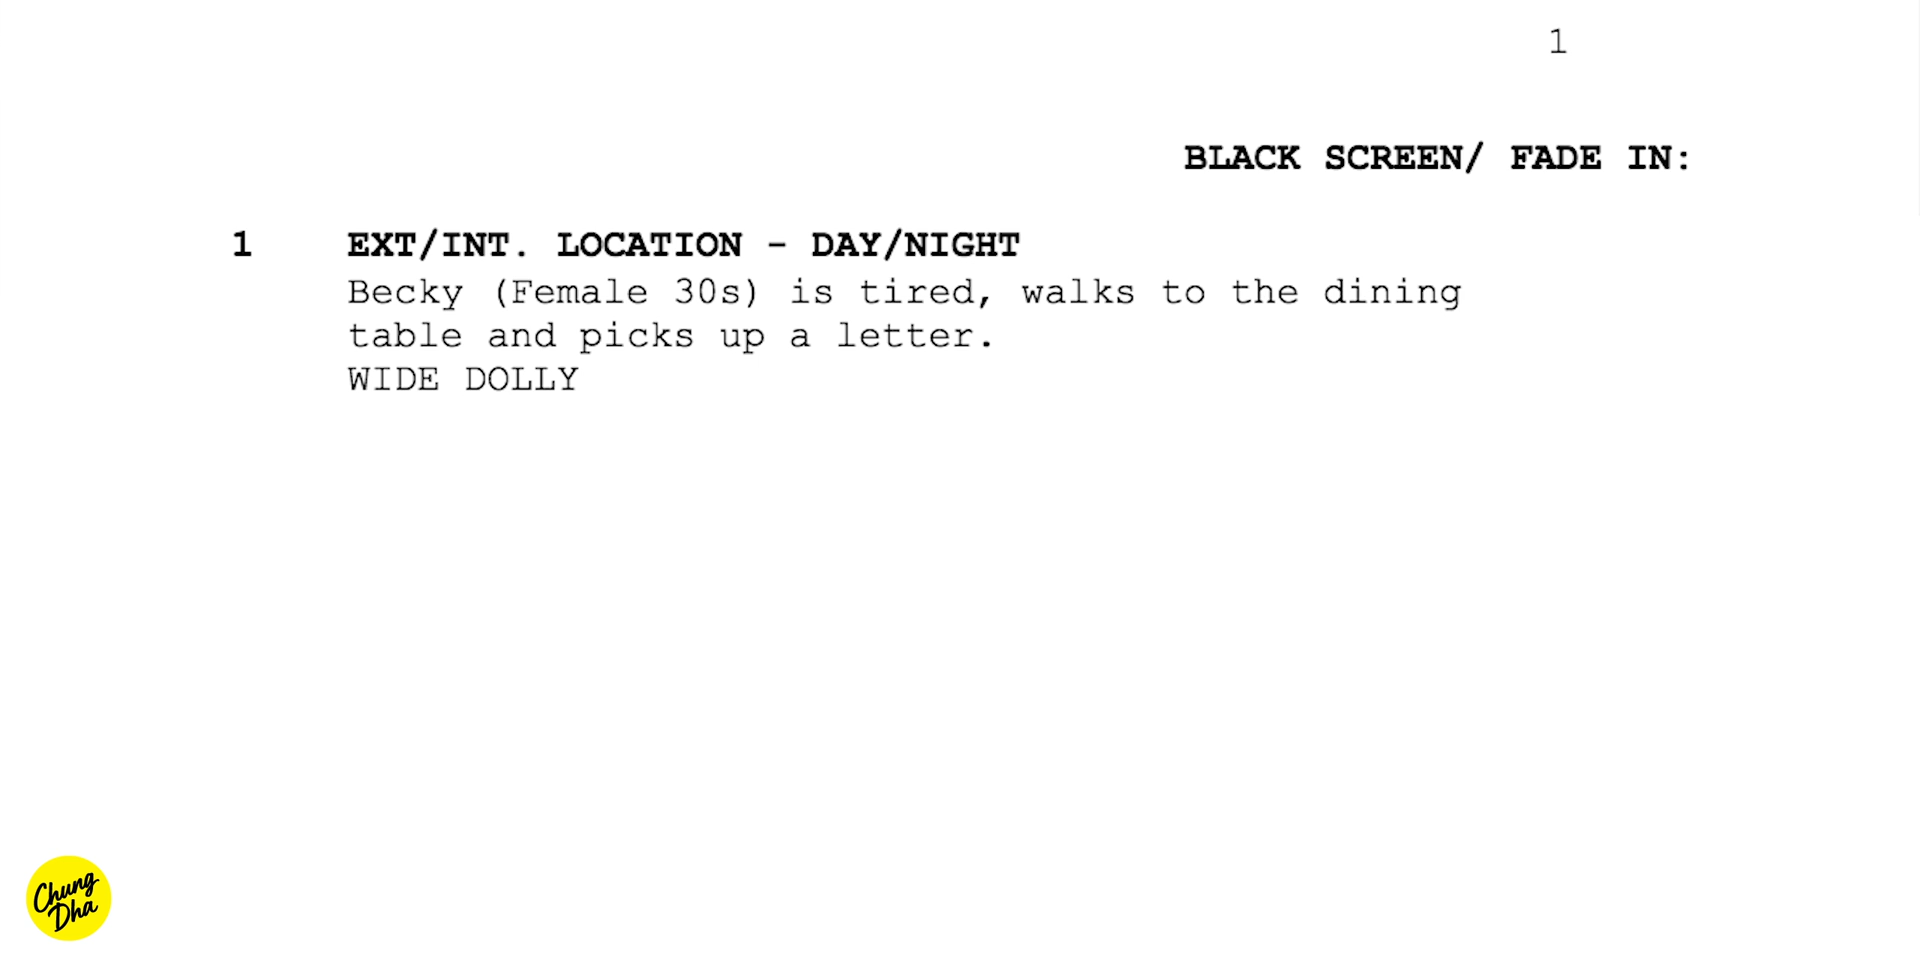 1
BLACK SCREEN/ FADE IN:
1 EXT/INT. LOCATION - DAY/NIGHT
Becky (Female 30s) is tired, walks to the dining
table and picks up a letter.
WIDE DOLLY
Chung
Dha